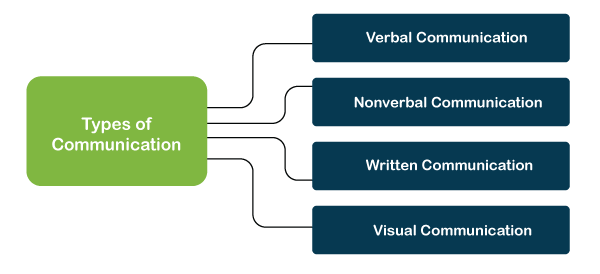 Types of
Communication
Verbal Communication
Nonverbal Communication
Written Communication
Visual Communication